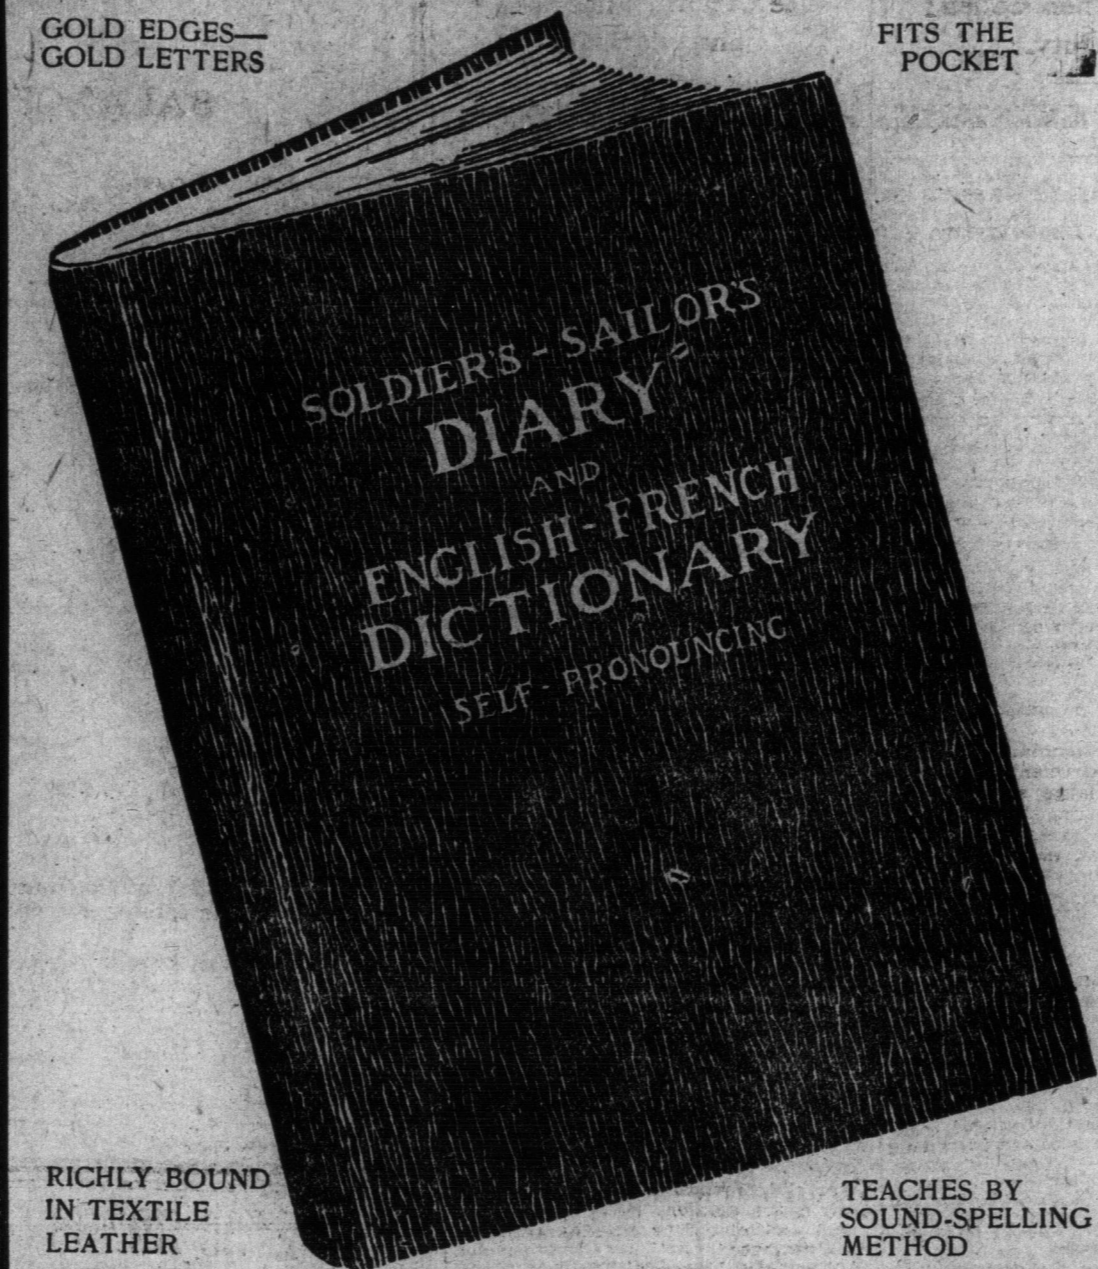 GOLD EDGES—
GOLD LETTERS
FITS THE
POCKET
SOLDIER'S - SAILOR'S
DIARY
AND
ENGLISH-FRENCH
DICTIONARY
SELF-PRONOUNCING
RICHLY BOUND
IN TEXTILE
LEATHER
TEACHES BY
SOUND-SPELLING
METHOD